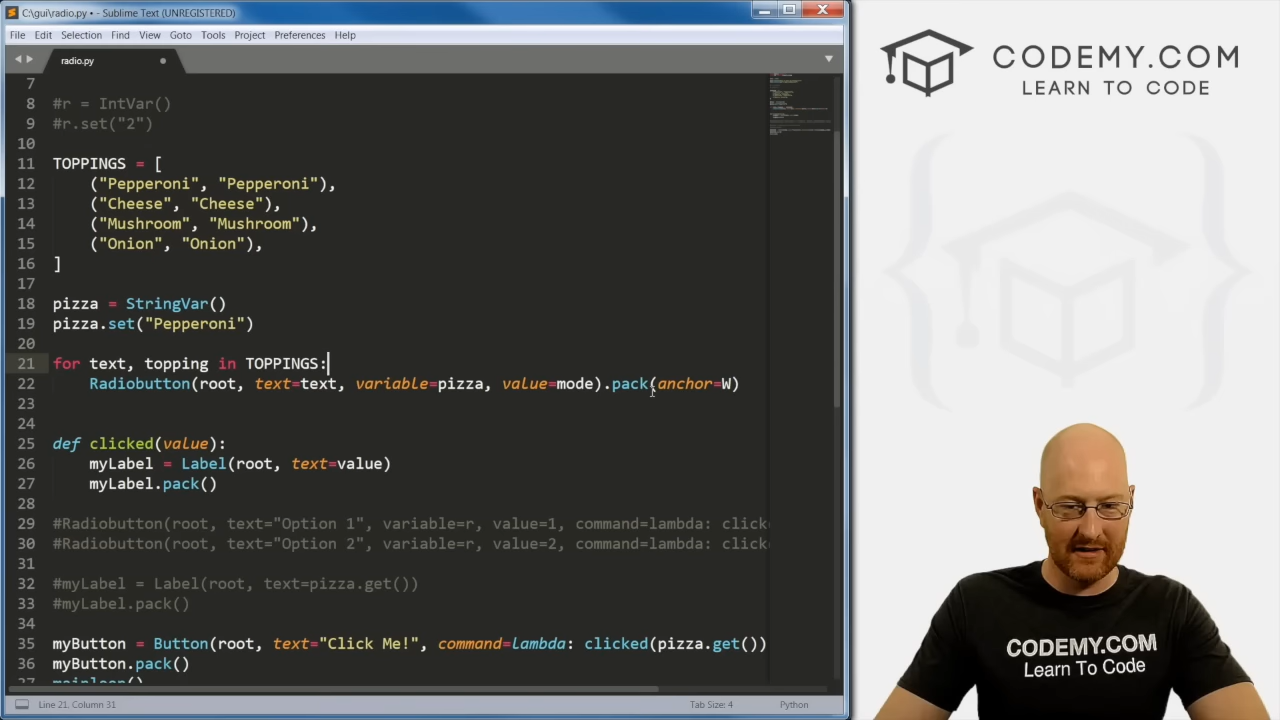 C:\gui\radio.py • - Sublime Text (UNREGISTERED)
File Edit Selection Find View Goto Tools Project Preferences Help
radio.py
7
8 #r = IntVar()
9 #r.set("2")
10
11 TOPPINGS = [
12 ("Pepperoni", "Pepperoni"),
13 ("Cheese", "Cheese"),
14 ("Mushroom", "Mushroom"),
15 ("Onion", "Onion"),
16 ]
17
18 pizza = StringVar()
19 pizza.set("Pepperoni")
20
21 for text, topping in TOPPINGS:
22 Radiobutton(root, text=text, variable=pizza, value=mode).pack(anchor=W)
23
24
25 def clicked(value):
26 myLabel = Label(root, text=value)
27 myLabel.pack()
28
29 #Radiobutton(root, text="Option 1", variable=r, value=1, command=lambda: click
30 #Radiobutton(root, text="Option 2", variable=r, value=2, command=lambda: click
31
32 #myLabel = Label(root, text=pizza.get())
33 #myLabel.pack()
34
35 myButton = Button(root, text="Click Me!", command=lambda: clicked(pizza.get())
36 myButton.pack()
mainloop()
Line 21, Column 31
Tab Size: 4
Python
CODEMY.COM
LEARN TO CODE
CODEMY.COM
Learn To Code